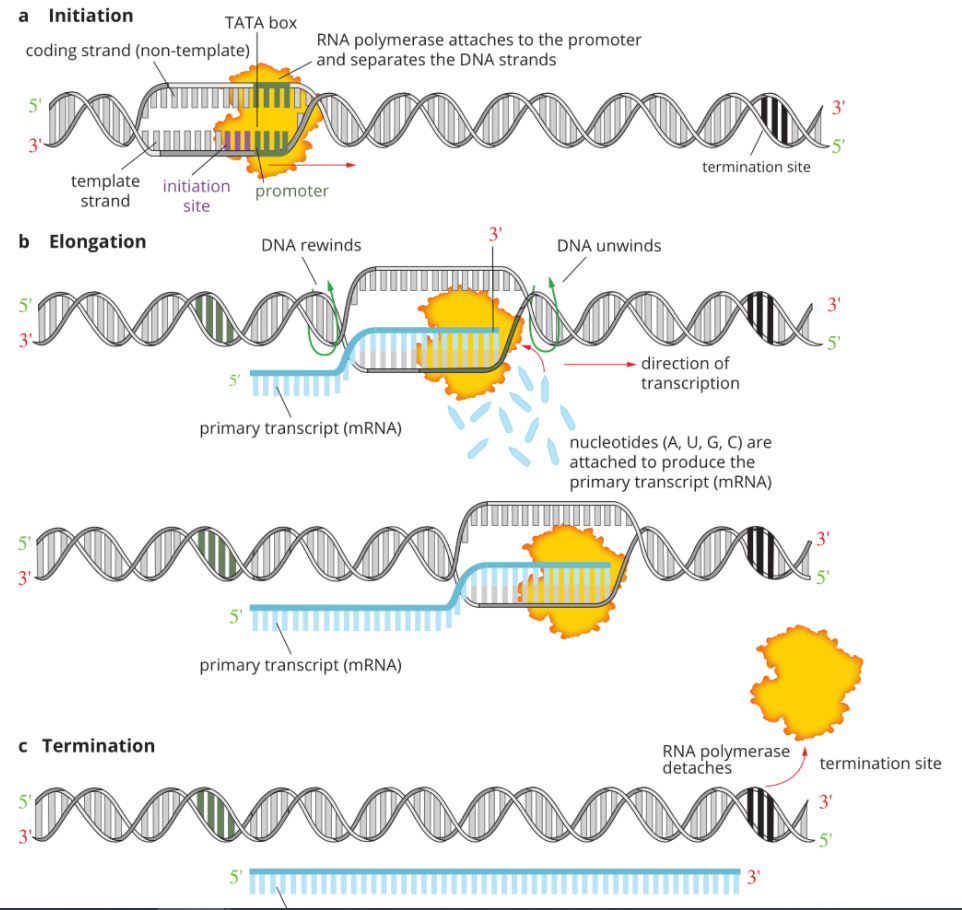 a Initiation
TATA box
coding strand (non-template)
RNA polymerase attaches to the promoter
and separates the DNA strands
5'
3'
3'
5'
template
strand
initiation
site
promoter
termination site
b Elongation
DNA rewinds
3'
DNA unwinds
5'
3'
3'
5'
5'
direction of
transcription
primary transcript (mRNA)
nucleotides (A, U, G, C) are
attached to produce the
primary transcript (mRNA)
5'
3'
3'
5'
5'
primary transcript (mRNA)
c Termination
RNA polymerase
detaches
termination site
5'
3'
3'
5'
5'
3'